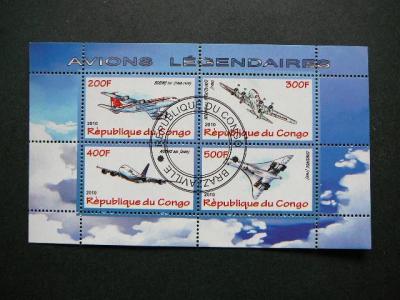 AVIONS LÉGENDAIRES
200F
2010
République du Congo
300F
2010
République du Congo
REPUBLIQUE DU CONGO
BRAZZAVILLE
400F
2010
République du Congo
500F
2010
République du Congo